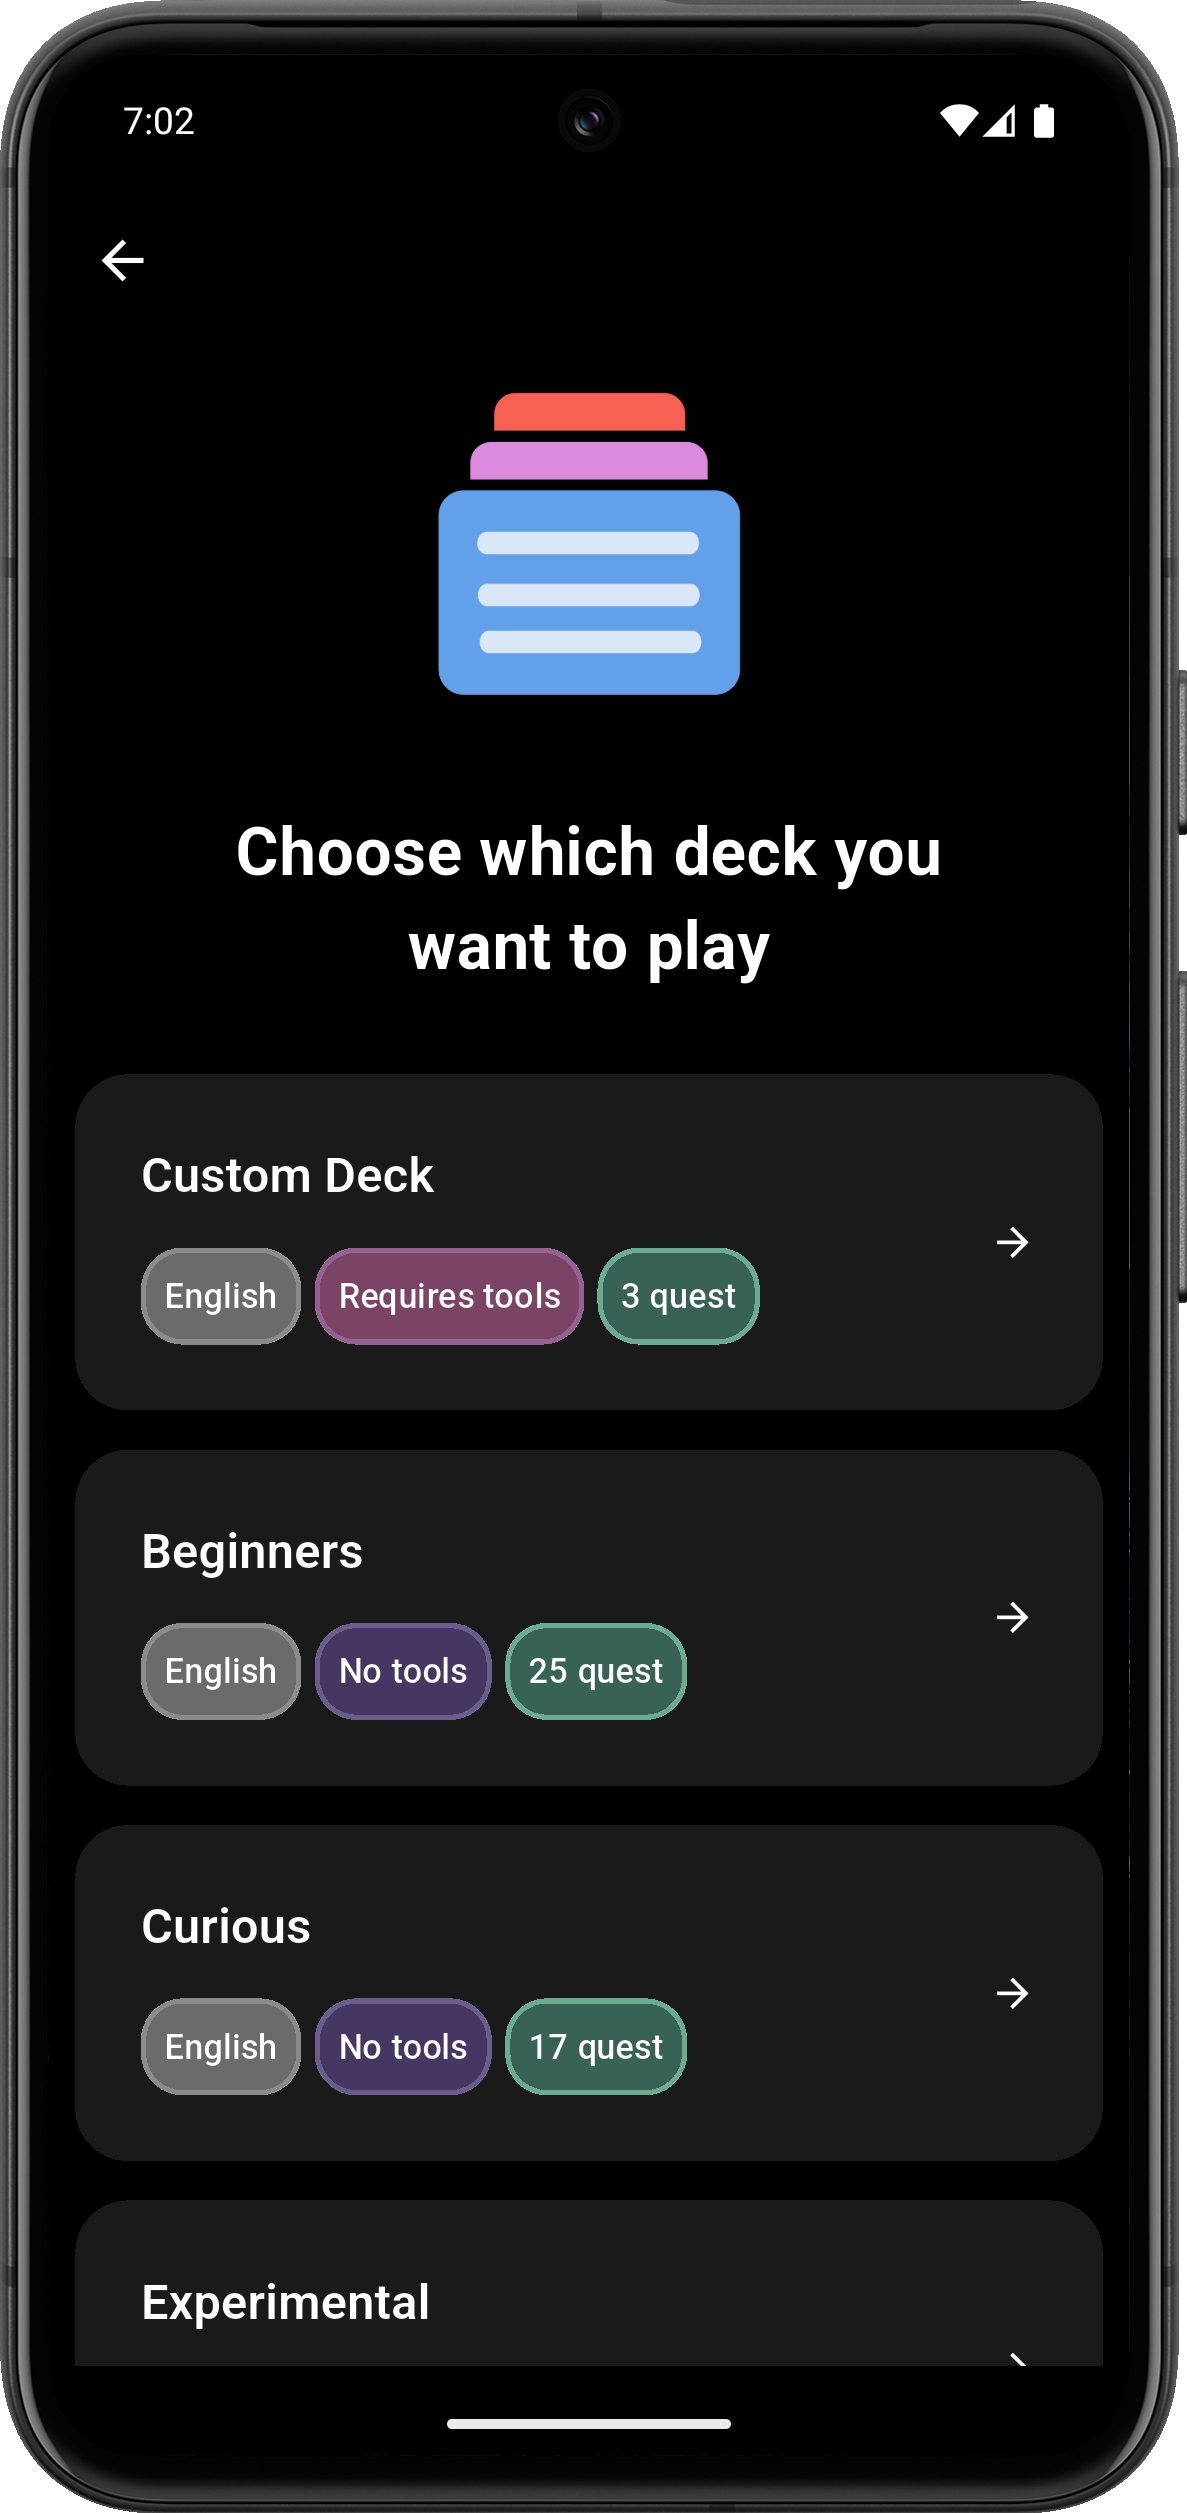 7:02
Choose which deck you
want to play
Custom Deck
English Requires tools 3 quest
Beginners
English No tools 25 quest
Curious
English No tools 17 quest
Experimental